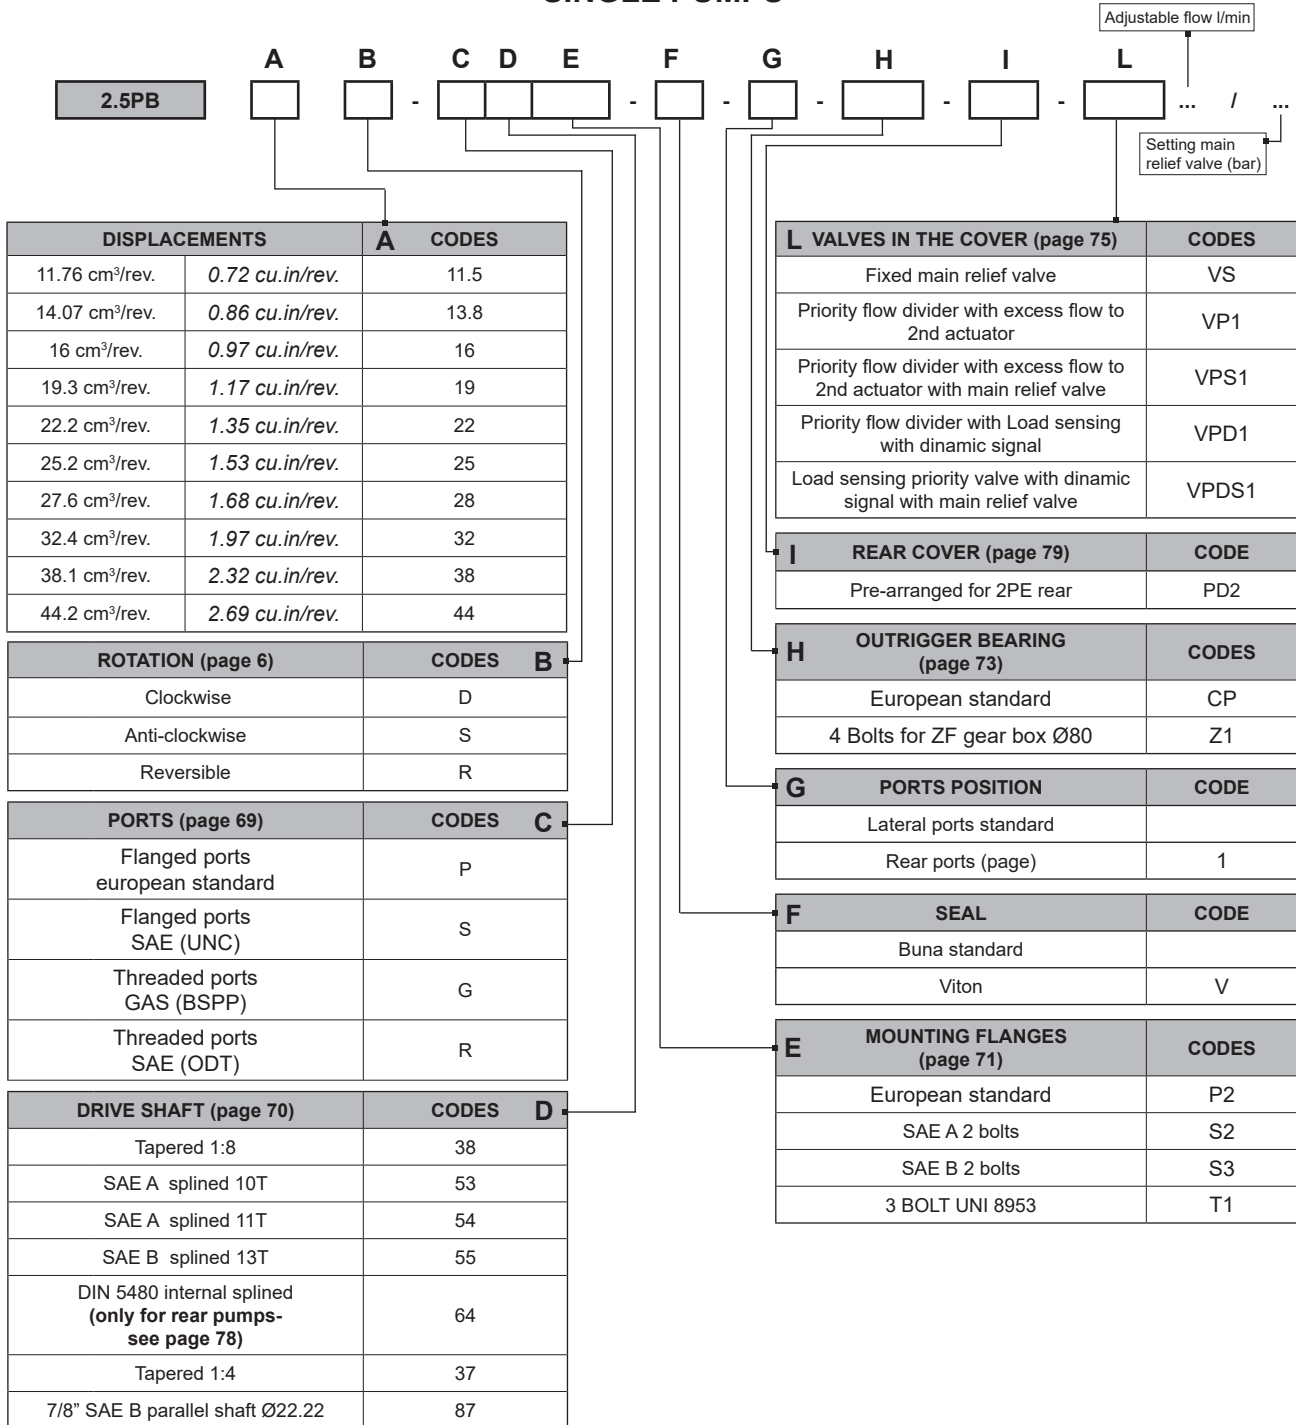 SINGLE PUMPS
Adjustable flow l/min
A B C D E F G H I L
2.5PB - - - - - - ... / ...
Setting main
relief valve (bar)
DISPLACEMENTS A CODES
11.76 cm³/rev. 0.72 cu.in/rev. 11.5
14.07 cm³/rev. 0.86 cu.in/rev. 13.8
16 cm³/rev. 0.97 cu.in/rev. 16
19.3 cm³/rev. 1.17 cu.in/rev. 19
22.2 cm³/rev. 1.35 cu.in/rev. 22
25.2 cm³/rev. 1.53 cu.in/rev. 25
27.6 cm³/rev. 1.68 cu.in/rev. 28
32.4 cm³/rev. 1.97 cu.in/rev. 32
38.1 cm³/rev. 2.32 cu.in/rev. 38
44.2 cm³/rev. 2.69 cu.in/rev. 44
ROTATION (page 6) CODES B
Clockwise D
Anti-clockwise S
Reversible R
PORTS (page 69) CODES C
Flanged ports
european standard P
Flanged ports
SAE (UNC) S
Threaded ports
GAS (BSPP) G
Threaded ports
SAE (ODT) R
DRIVE SHAFT (page 70) CODES D
Tapered 1:8 38
SAE A splined 10T 53
SAE A splined 11T 54
SAE B splined 13T 55
DIN 5480 internal splined
(only for rear pumps- 64
see page 78)
Tapered 1:4 37
7/8” SAE B parallel shaft Ø22.22 87
L VALVES IN THE COVER (page 75) CODES
Fixed main relief valve VS
Priority flow divider with excess flow to
2nd actuator VP1
Priority flow divider with excess flow to
2nd actuator with main relief valve VPS1
Priority flow divider with Load sensing
with dinamic signal VPD1
Load sensing priority valve with dinamic
signal with main relief valve VPDS1
I REAR COVER (page 79) CODE
Pre-arranged for 2PE rear PD2
H OUTRIGGER BEARING
(page 73) CODES
European standard CP
4 Bolts for ZF gear box Ø80 Z1
G PORTS POSITION CODE
Lateral ports standard
Rear ports (page) 1
F SEAL CODE
Buna standard
Viton V
E MOUNTING FLANGES
(page 71) CODES
European standard P2
SAE A 2 bolts S2
SAE B 2 bolts S3
3 BOLT UNI 8953 T1